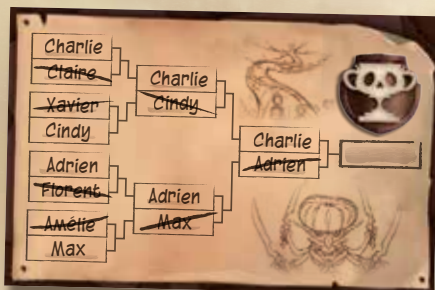 Charlie
Claire
Xavier
Cindy
Adrien
Florent
Amélie
Max
Charlie
Cindy
Adrien
Max
Charlie
Adrien